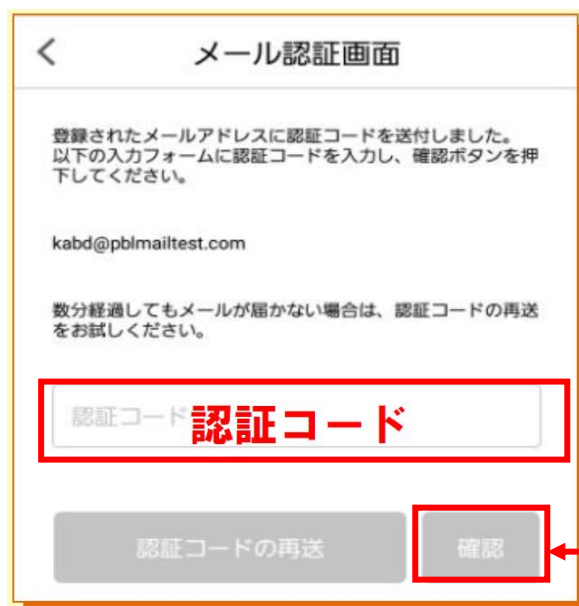 メール認証画面
登録されたメールアドレスに認証コードを送付しました。
以下の入力フォームに認証コードを入力し、確認ボタンを押
下してください。
kabd@pblmailtest.com
数分経過してもメールが届かない場合は、認証コードの再送
をお試しください。
認証コード 認証コード
認証コードの再送 確認